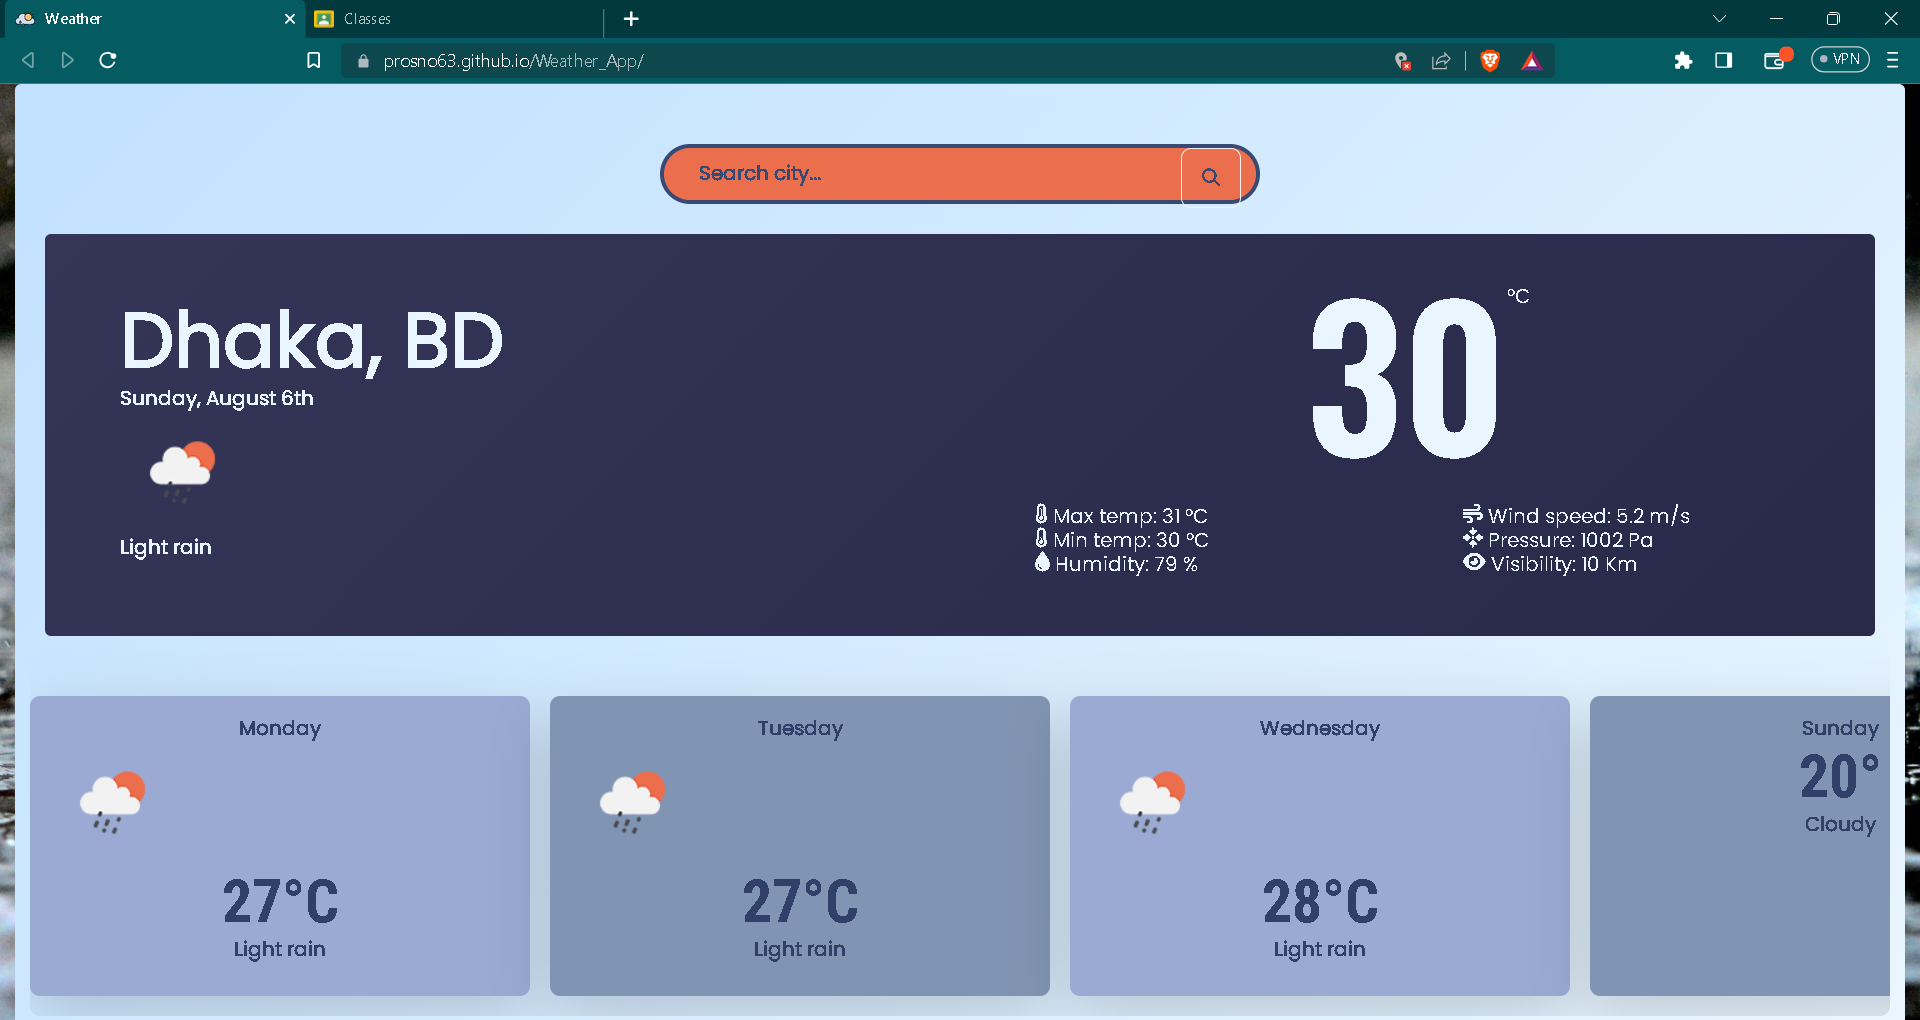 Weather
Classes
prosno63.github.io/Weather_App/
VPN
Search city...
Dhaka, BD
Sunday, August 6th
Light rain
30 °C
Max temp: 31 °C
Min temp: 30 °C
Humidity: 79 %
Wind speed: 5.2 m/s
Pressure: 1002 Pa
Visibility: 10 Km
Monday
27°C
Light rain
Tuesday
27°C
Light rain
Wednesday
28°C
Light rain
Sunday
20°
Cloudy